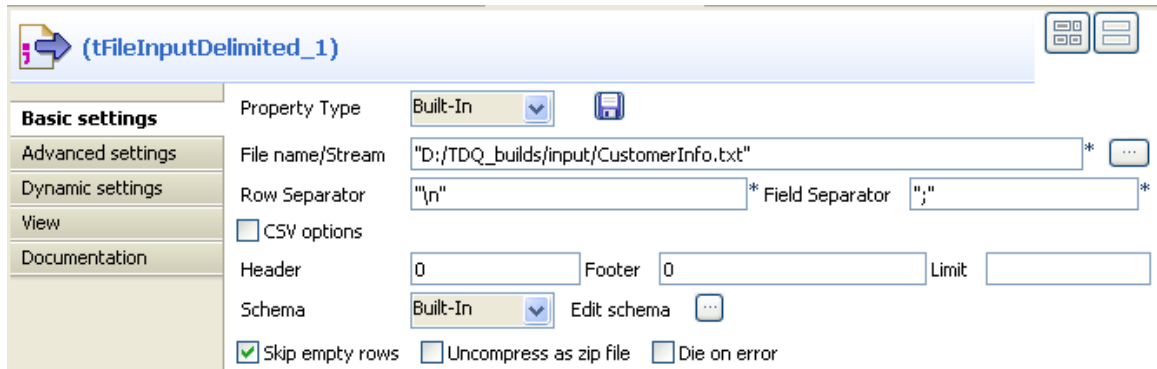 (tFileInputDelimited_1)
Basic settings
Advanced settings
Dynamic settings
View
Documentation
Property Type Built-In
File name/Stream "D:/TDQ_builds/input/CustomerInfo.txt" * ...
Row Separator "\n" * Field Separator ";" *
CSV options
Header 0 Footer 0 Limit
Schema Built-In Edit schema ...
Skip empty rows Uncompress as zip file Die on error